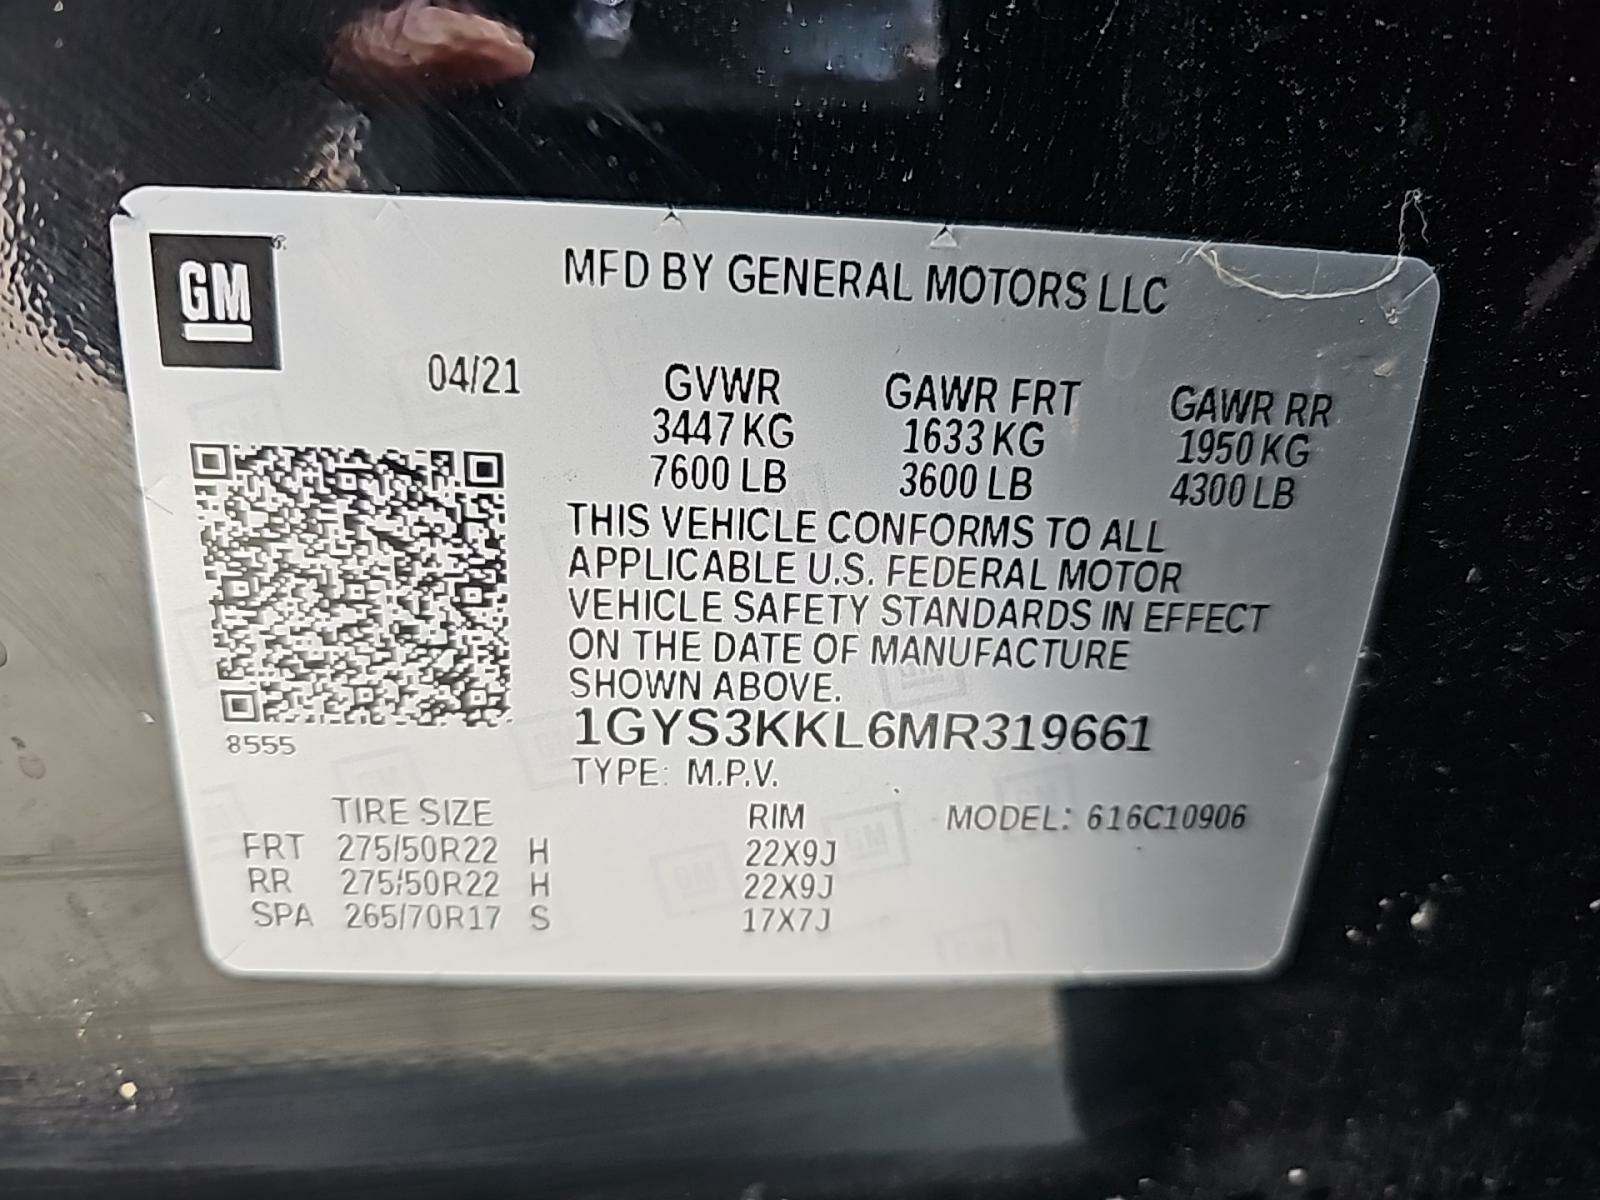 GM
MFD BY GENERAL MOTORS LLC
04/21
GVWR GAWR FRT GAWR RR
3447 KG 1633 KG 1950 KG
7600 LB 3600 LB 4300 LB
THIS VEHICLE CONFORMS TO ALL
APPLICABLE U.S. FEDERAL MOTOR
VEHICLE SAFETY STANDARDS IN EFFECT
ON THE DATE OF MANUFACTURE
SHOWN ABOVE.
8555
1GYS3KKL6MR319661
TYPE: M.P.V.
TIRE SIZE RIM MODEL: 616C10906
FRT 275/50R22 H 22X9J
RR 275/50R22 H 22X9J
SPA 265/70R17 S 17X7J